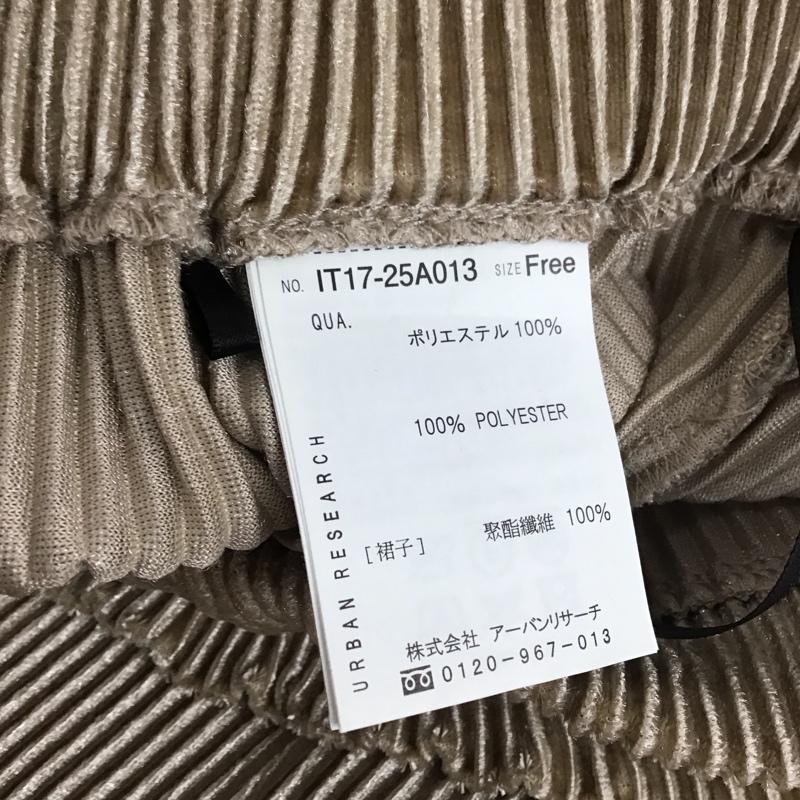 NO. IT17-25A013 SIZE Free
QUA.
ポリエステル 100%
100% POLYESTER
聚酯纖維 100%
[裙子]
URBAN RESEARCH
株式会社 アーバンリサーチ
0120-967-013